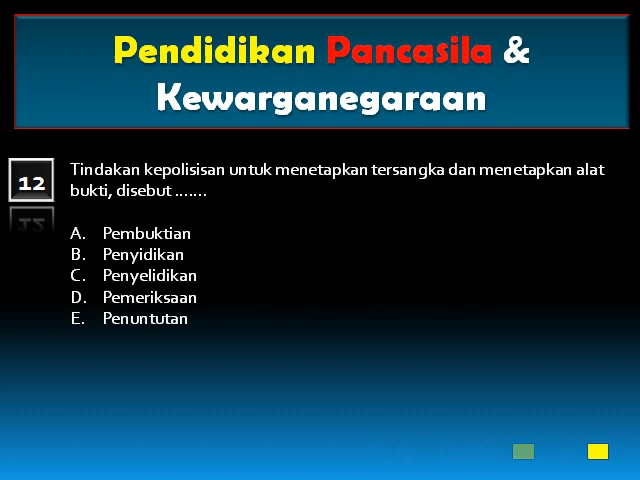 Pendidikan Pancasila &
Kewarganegaraan
12
Tindakan kepolisisan untuk menetapkan tersangka dan menetapkan alat
bukti, disebut .......
A. Pembuktian
B. Penyidikan
C. Penyelidikan
D. Pemeriksaan
E. Penuntutan